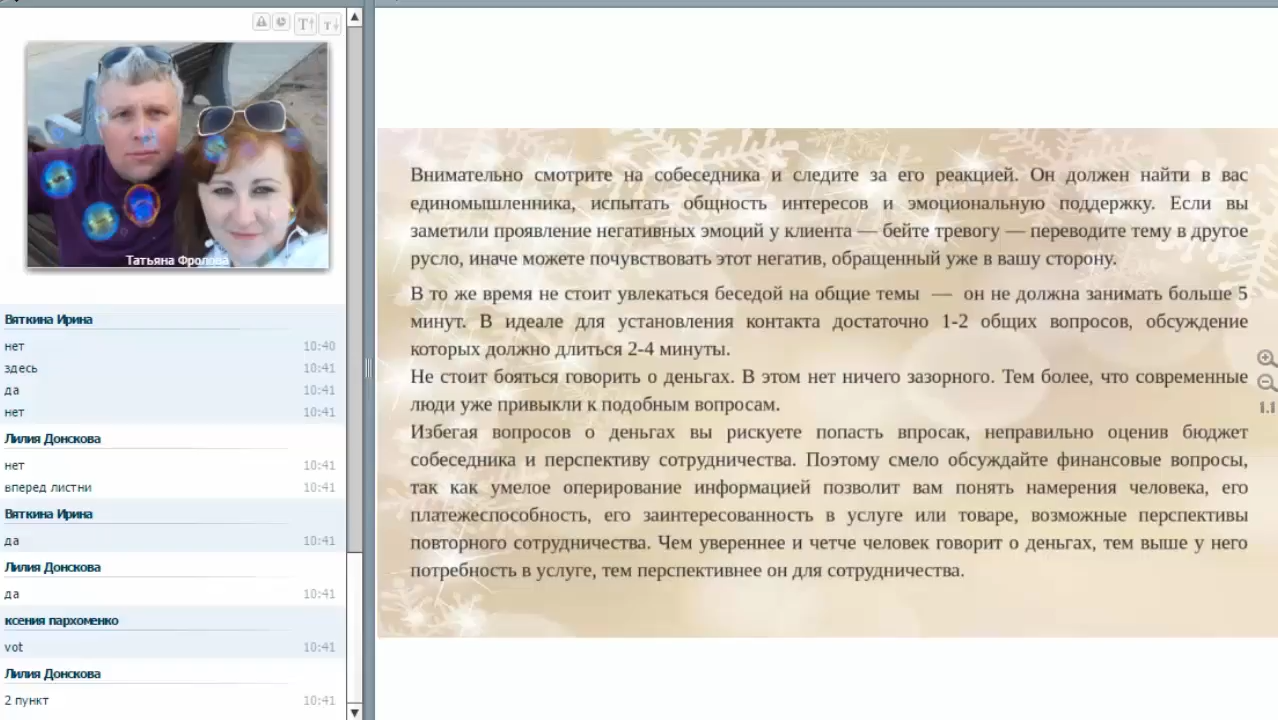 Татьяна Фролова
Вяткина Ирина
нет 10:40
здесь 10:41
да 10:41
нет 10:41
Лилия Донскова
нет 10:41
вперед листни 10:41
Вяткина Ирина
да 10:41
Лилия Донскова
да 10:41
ксения пархоменко
vot 10:41
Лилия Донскова
2 пункт 10:41
Внимательно смотрите на собеседника и следите за его реакцией. Он должен найти в вас
единомышленника, испытать общность интересов и эмоциональную поддержку. Если вы
заметили проявление негативных эмоций у клиента — бейте тревогу — переводите тему в другое
русло, иначе можете почувствовать этот негатив, обращенный уже в вашу сторону.
В то же время не стоит увлекаться беседой на общие темы — он не должна занимать больше 5
минут. В идеале для установления контакта достаточно 1-2 общих вопросов, обсуждение
которых должно длиться 2-4 минуты.
Не стоит бояться говорить о деньгах. В этом нет ничего зазорного. Тем более, что современные
люди уже привыкли к подобным вопросам.
Избегая вопросов о деньгах вы рискуете попасть впросак, неправильно оценив бюджет
собеседника и перспективу сотрудничества. Поэтому смело обсуждайте финансовые вопросы,
так как умелое оперирование информацией позволит вам понять намерения человека, его
платежеспособность, его заинтересованность в услуге или товаре, возможные перспективы
повторного сотрудничества. Чем увереннее и четче человек говорит о деньгах, тем выше у него
потребность в услуге, тем перспективнее он для сотрудничества.
1:1